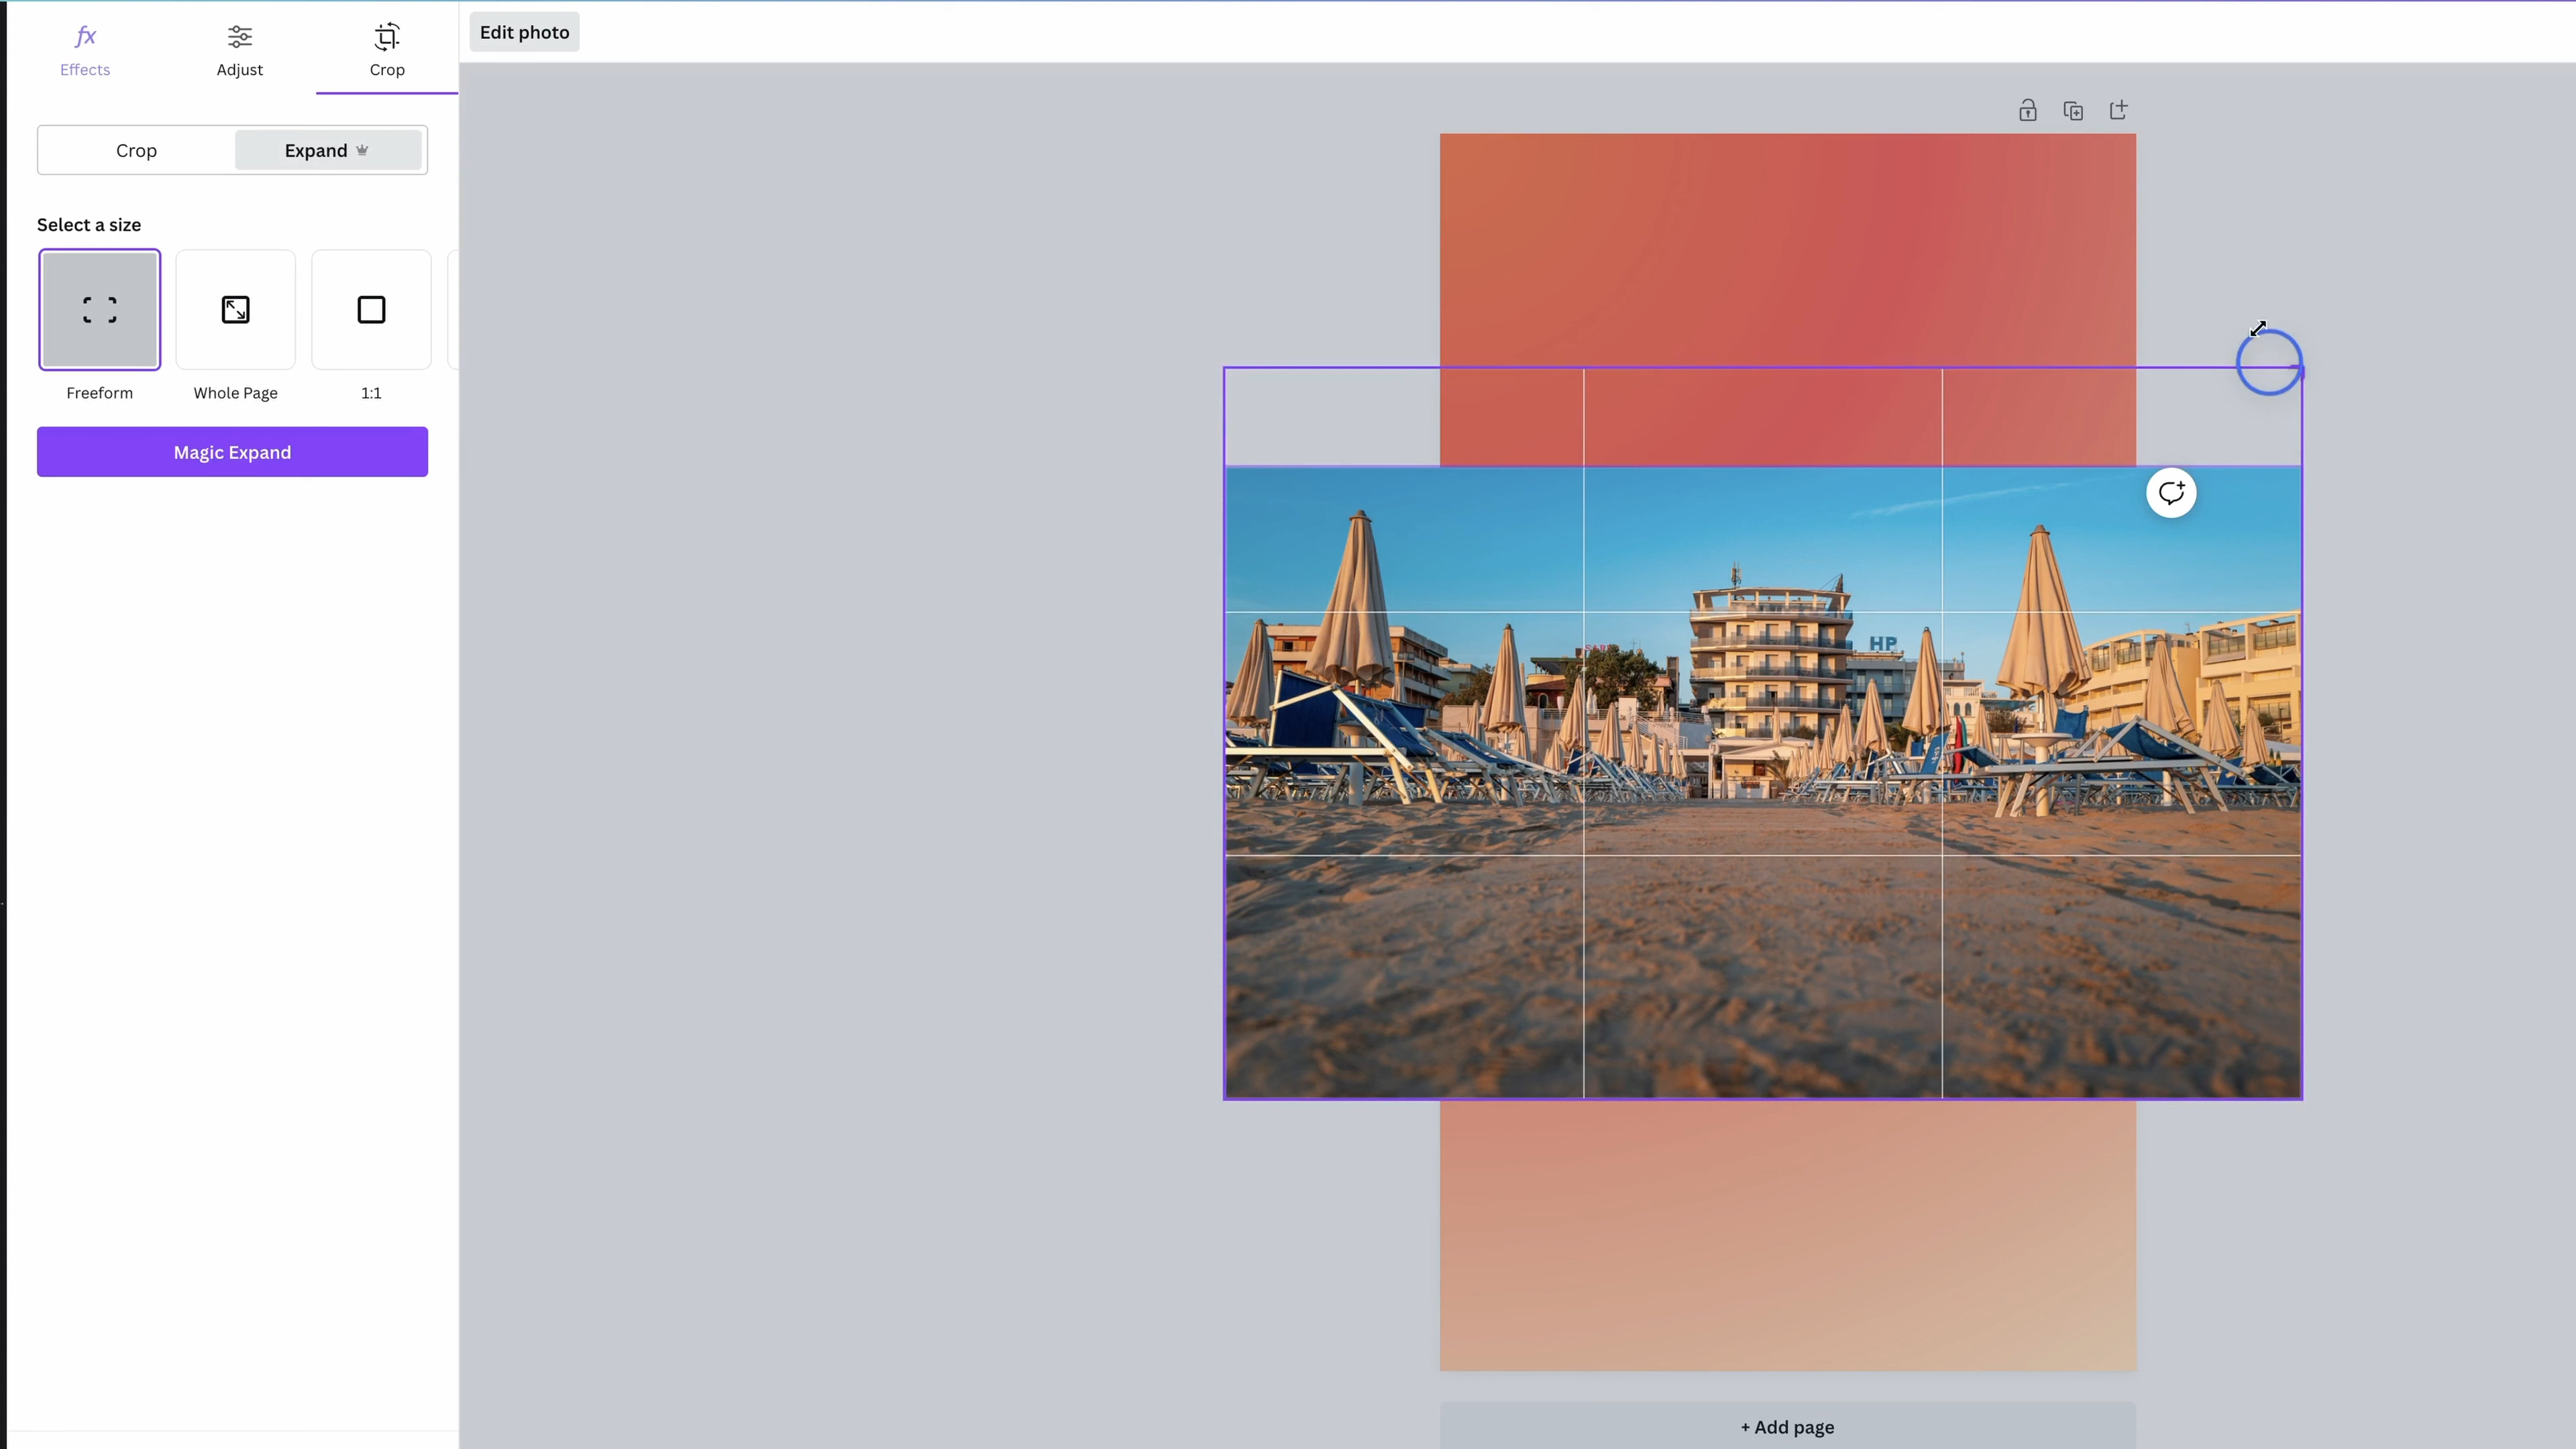 Edit photo
Effects
Adjust
Crop
Crop
Expand
Select a size
Freeform
Whole Page
1:1
Magic Expand
HP
+ Add page